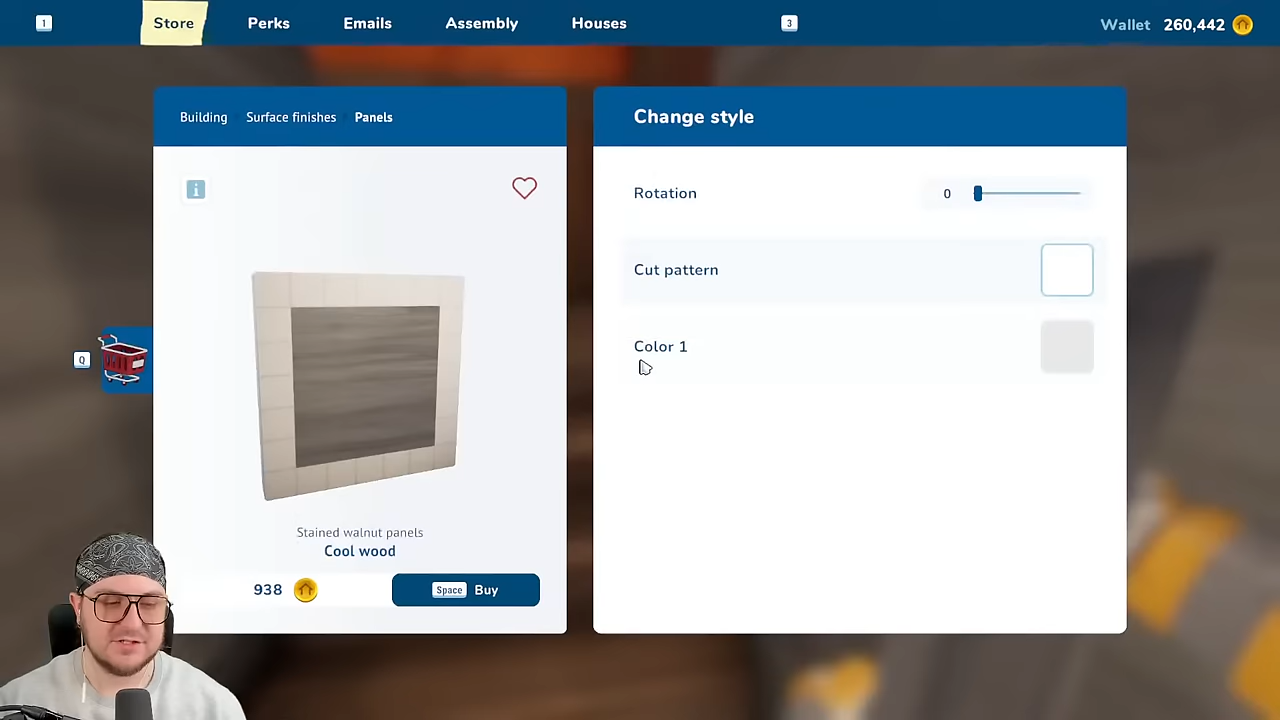 1 Store Perks Emails Assembly Houses 3 Wallet 260,442
Building Surface finishes Panels
Change style
Rotation 0
Cut pattern
Color 1
Q
Stained walnut panels
Cool wood
938 Space Buy